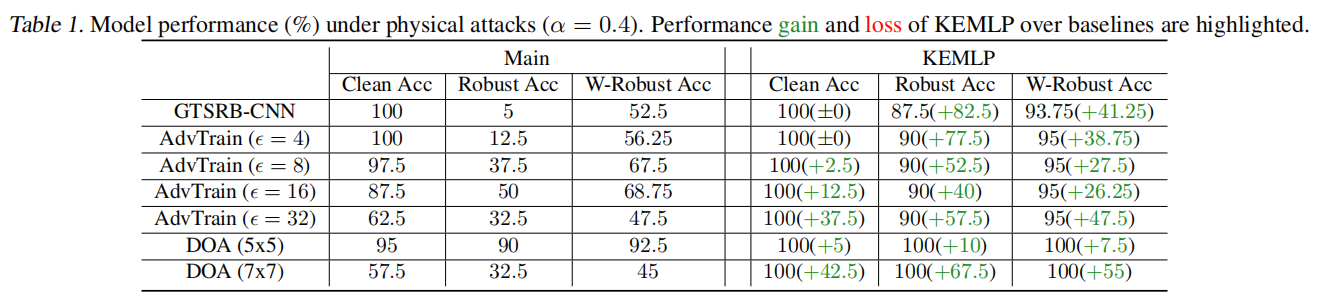 Table 1. Model performance (%) under physical attacks (α = 0.4). Performance gain and loss of KEMLP over baselines are highlighted.
Main KEMLP
Clean Acc Robust Acc W-Robust Acc Clean Acc Robust Acc W-Robust Acc
GTSRB-CNN 100 5 52.5 100(±0) 87.5(+82.5) 93.75(+41.25)
AdvTrain (ϵ = 4) 100 12.5 56.25 100(±0) 90(+77.5) 95(+38.75)
AdvTrain (ϵ = 8) 97.5 37.5 67.5 100(+2.5) 90(+52.5) 95(+27.5)
AdvTrain (ϵ = 16) 87.5 50 68.75 100(+12.5) 90(+40) 95(+26.25)
AdvTrain (ϵ = 32) 62.5 32.5 47.5 100(+37.5) 90(+57.5) 95(+47.5)
DOA (5x5) 95 90 92.5 100(+5) 100(+10) 100(+7.5)
DOA (7x7) 57.5 32.5 45 100(+42.5) 100(+67.5) 100(+55)